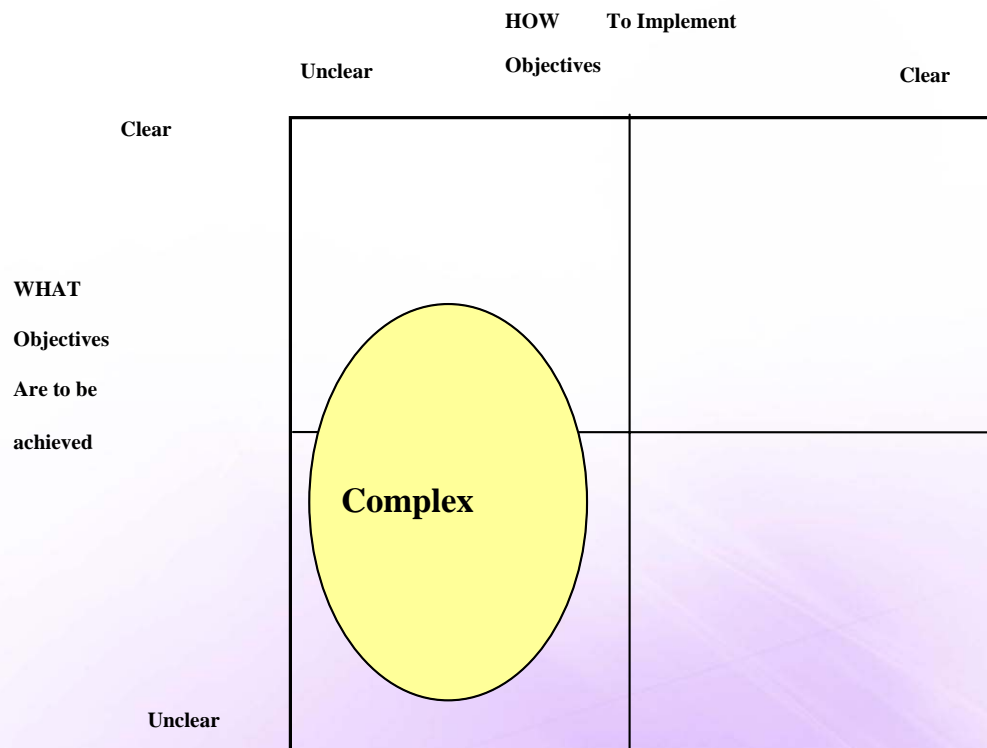 HOW To Implement
Objectives
Unclear
Clear
Clear
WHAT
Objectives
Are to be
achieved
Complex
Unclear